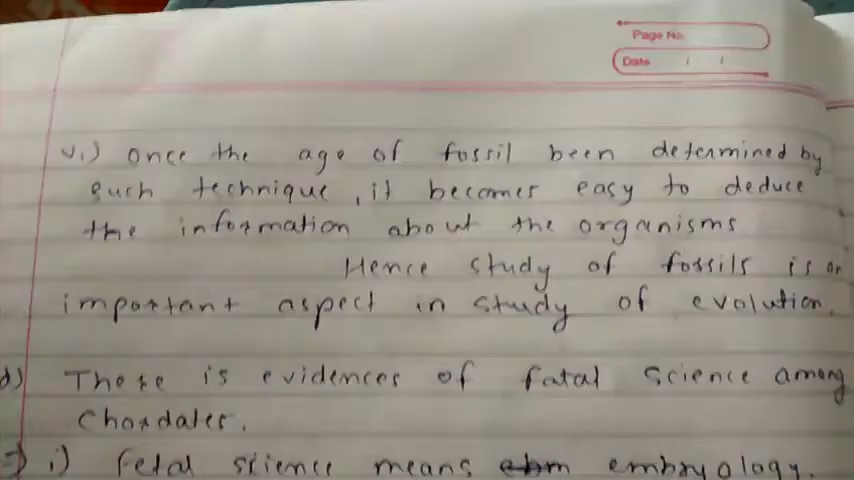 Page No.
Date / /
vi.) once the age of fossil been determined by
such technique, it becomes easy to deduce
the information about the organisms
Hence study of fossils is an
important aspect in study of evolution.
d) There is evidences of fatal science among
Chordates.
=> i) Fetal science means embryology.